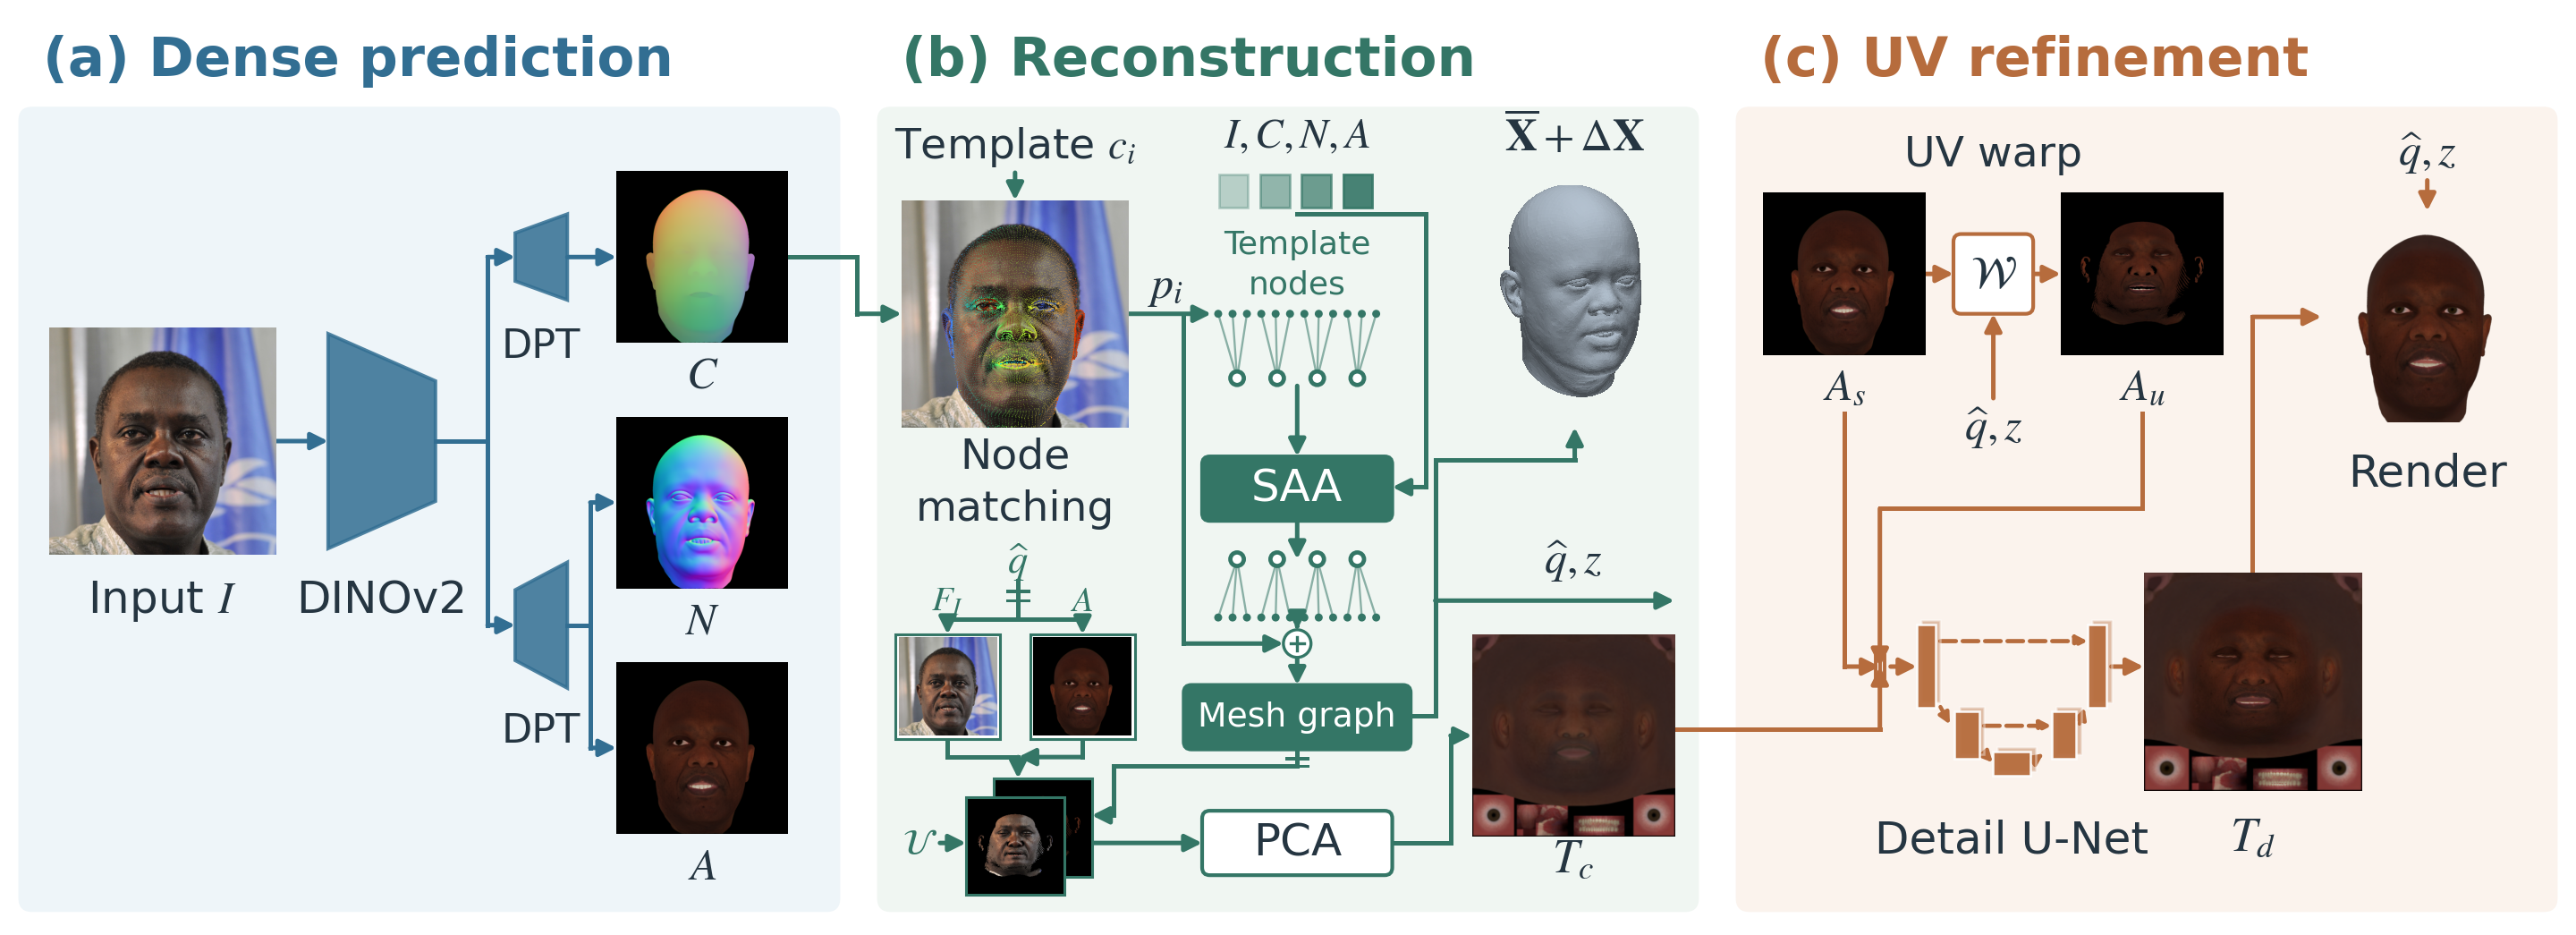 (a) Dense prediction
Input I
DINOv2
DPT
DPT
C
N
A
(b) Reconstruction
Template c_i
Node
matching
I, C, N, A
Template
nodes
p_i
SAA
Mesh graph
X̅ + ΔX
q̂, z
q̂
F_I
A
𝒰
PCA
T_c
(c) UV refinement
UV warp
𝒲
A_s
A_u
q̂, z
q̂, z
Render
Detail U-Net
T_d